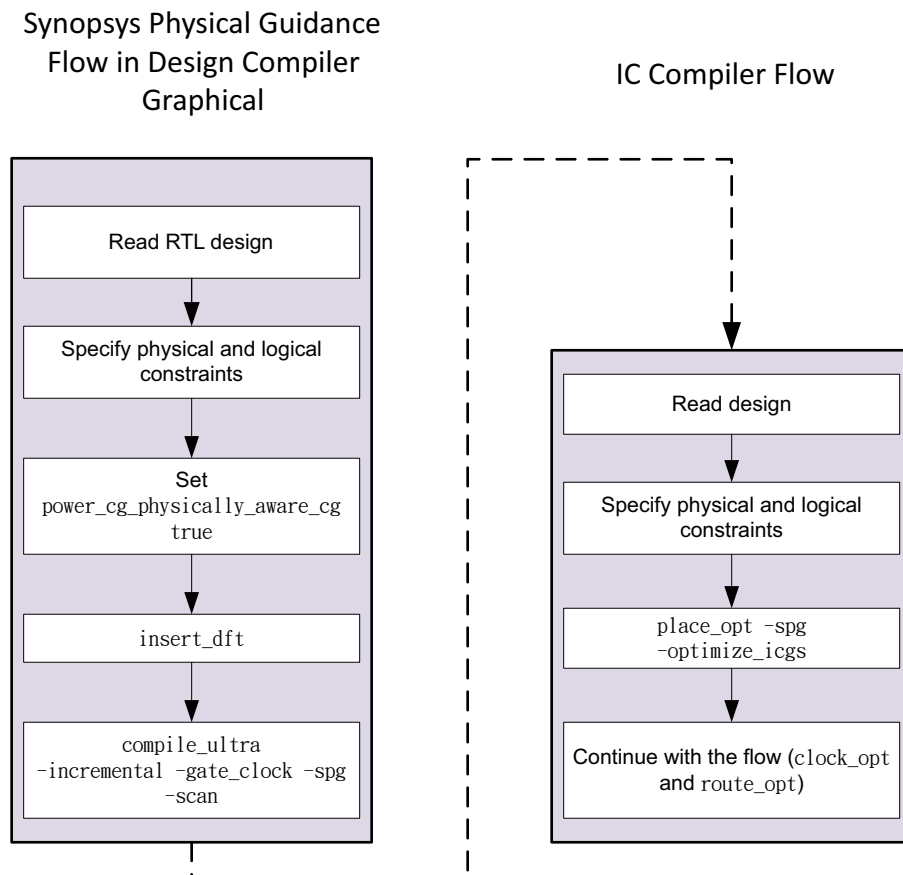 Synopsys Physical Guidance
Flow in Design Compiler
Graphical
Read RTL design
Specify physical and logical
constraints
Set
power_cg_physically_aware_cg
true
insert_dft
compile_ultra
-incremental -gate_clock -spg
-scan
IC Compiler Flow
Read design
Specify physical and logical
constraints
place_opt -spg
-optimize_icgs
Continue with the flow (clock_opt
and route_opt)